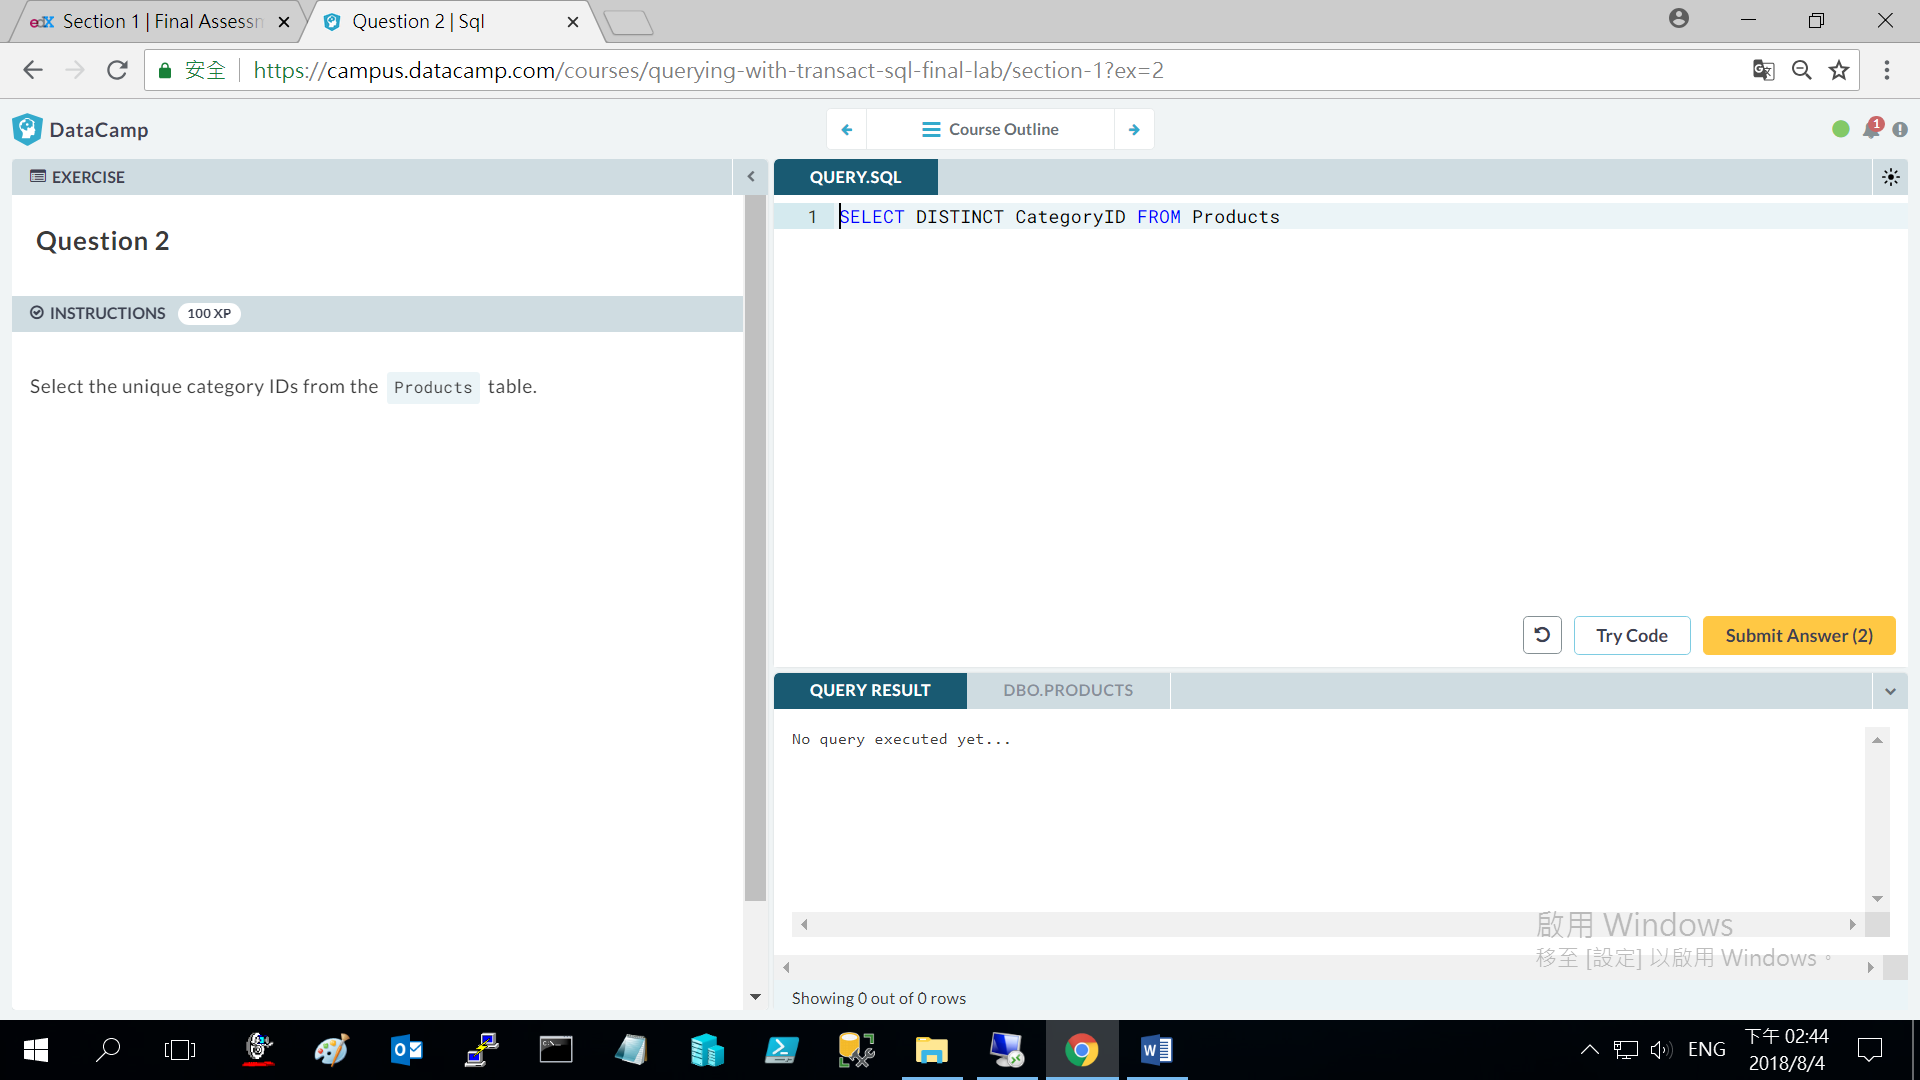 edX Section 1 | Final Assessm
Question 2 | Sql
安全
https://campus.datacamp.com/courses/querying-with-transact-sql-final-lab/section-1?ex=2
DataCamp
Course Outline
1
EXERCISE
QUERY.SQL
Question 2
1 SELECT DISTINCT CategoryID FROM Products
INSTRUCTIONS 100 XP
Select the unique category IDs from the Products table.
Try Code
Submit Answer (2)
QUERY RESULT
DBO.PRODUCTS
No query executed yet...
啟用 Windows
移至 [設定] 以啟用 Windows。
Showing 0 out of 0 rows
ENG
下午 02:44
2018/8/4